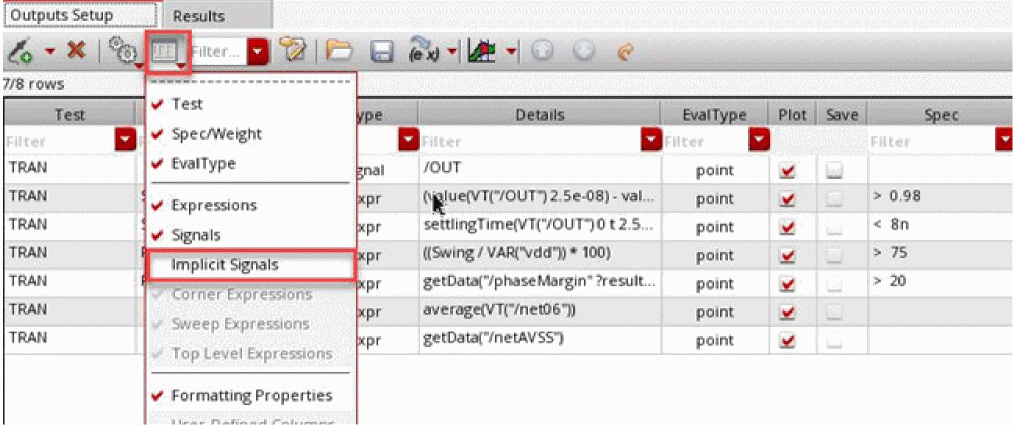 Outputs Setup Results
Filter... (e(x)
7/8 rows
Test ype Details EvalType Plot Save Spec
Filter Filter Filter Filter
TRAN gnal /OUT point
TRAN xpr (value(VT("/OUT") 2.5e-08) - val... point > 0.98
TRAN xpr settlingTime(VT("/OUT") 0 t 2.5... point < 8n
TRAN xpr ((Swing / VAR("vdd")) * 100) point > 75
TRAN xpr getData("/phaseMargin" ?result... point > 20
TRAN xpr average(VT("/net06")) point
TRAN xpr getData("/netAVSS") point
Test
Spec/Weight
EvalType
Expressions
Signals
Implicit Signals
Corner Expressions
Sweep Expressions
Top Level Expressions
Formatting Properties
User-Defined Columns